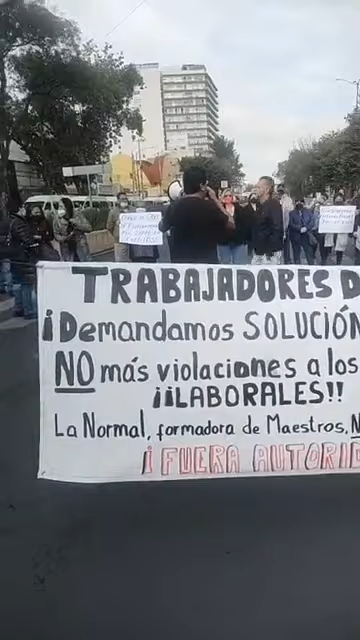 TRABAJADORES D
¡Demandamos SOLUCIÓN
NO más violaciones a los
¡¡LABORALES!!
La Normal, formadora de Maestros, N
¡FUERA AUTORID